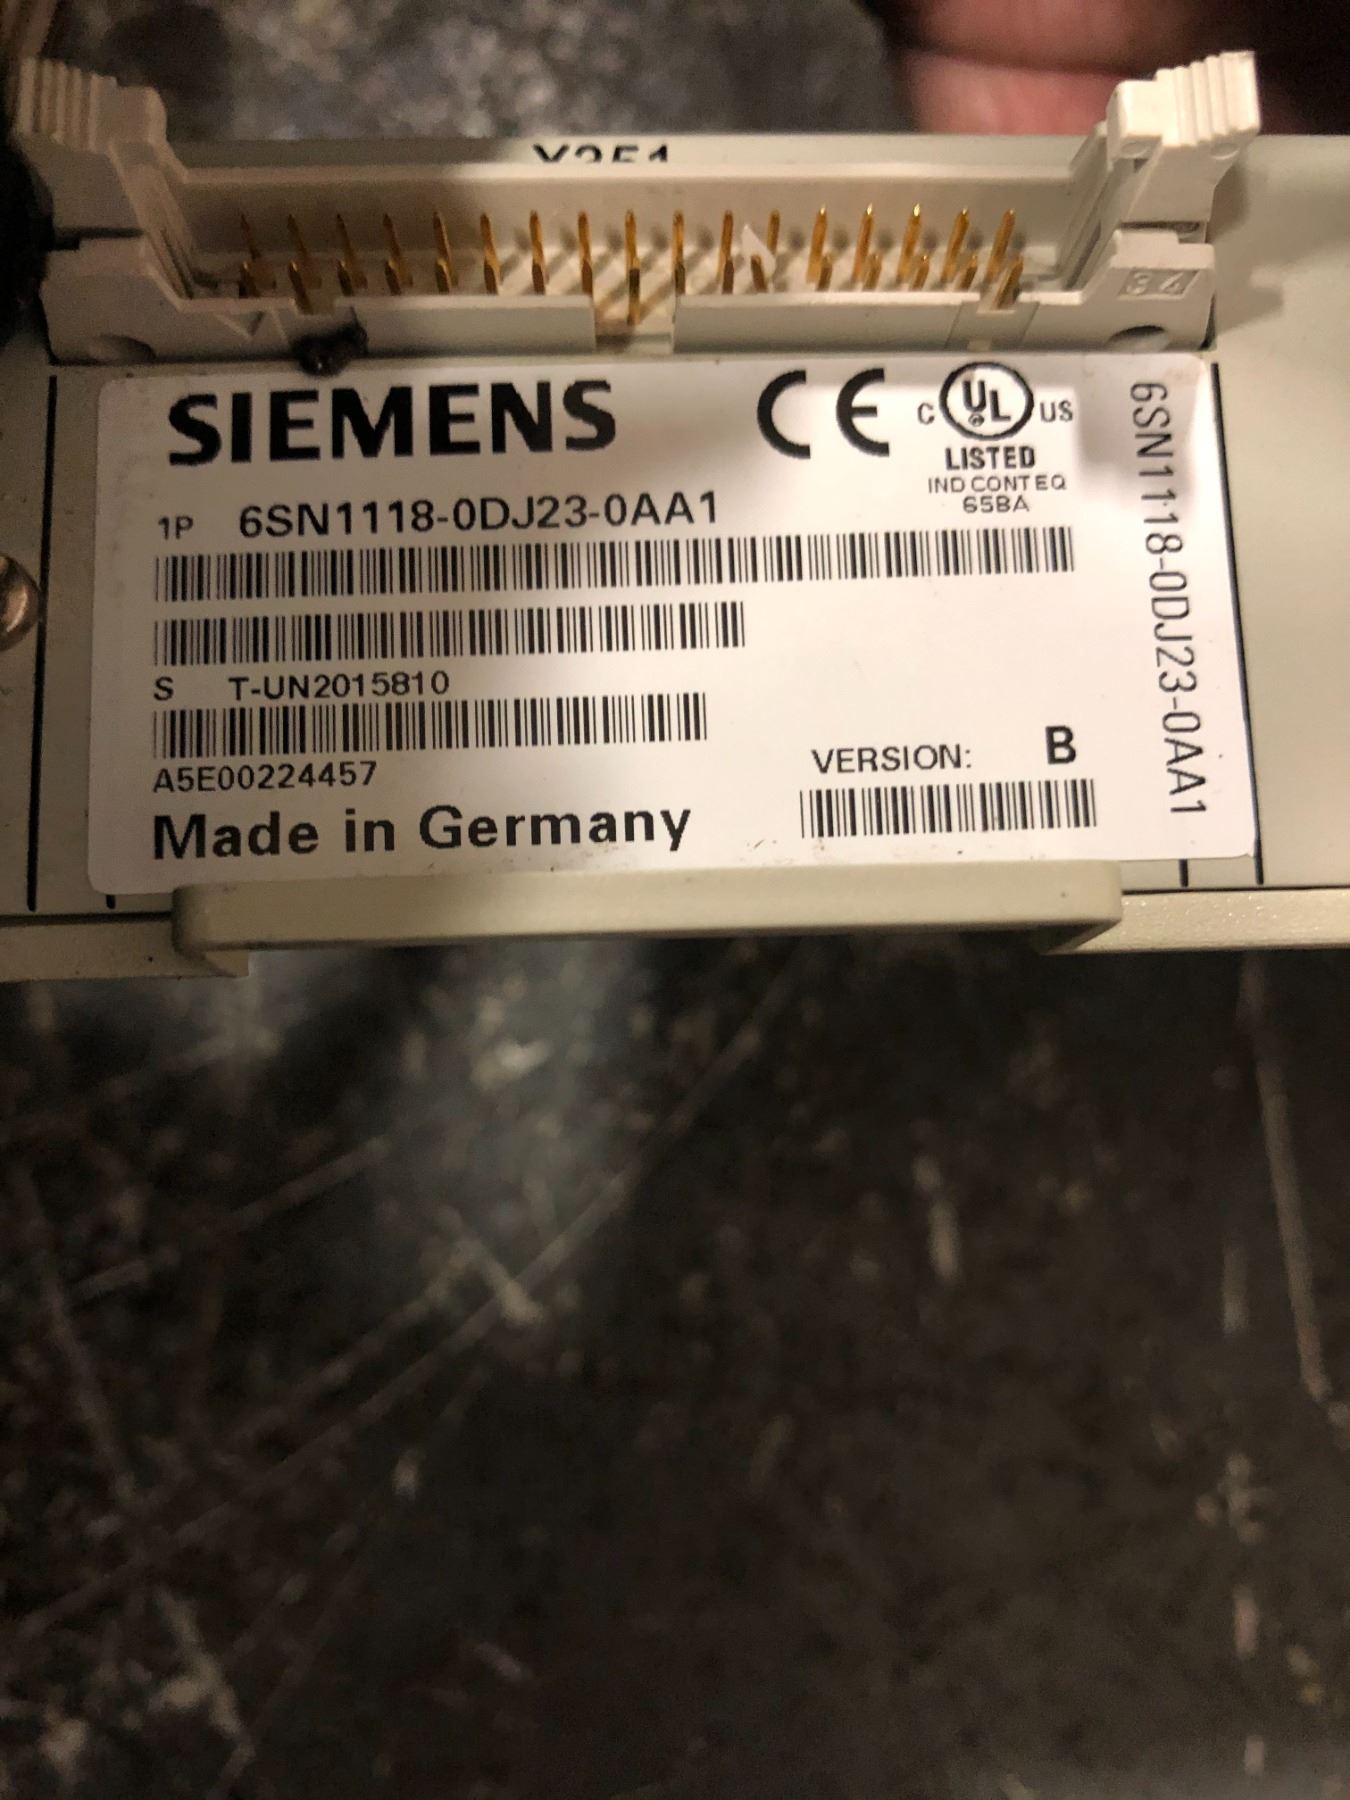 X351
34
SIEMENS
CE
C UL US
LISTED
IND CONT EQ
65BA
1P 6SN1118-0DJ23-0AA1
S T-UN2015810
A5E00224457
VERSION: B
Made in Germany
6SN1118-0DJ23-0AA1